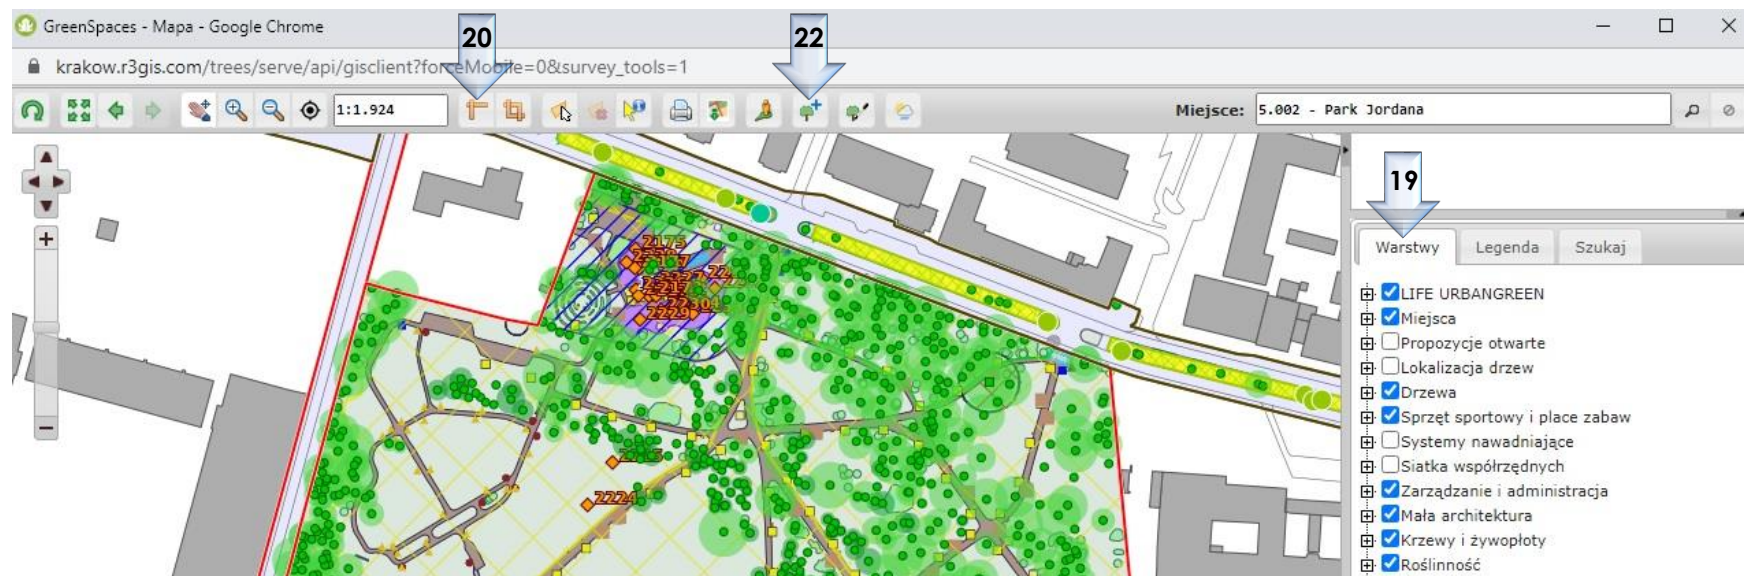 GreenSpaces - Mapa - Google Chrome
20
22
krakow.r3gis.com/trees/serve/api/gisclient?forceMobile=0&survey_tools=1
1:1.924
Miejsce: 5.002 - Park Jordana
19
Warstwy Legenda Szukaj
LIFE URBANGREEN
Miejsca
Propozycje otwarte
Lokalizacja drzew
Drzewa
Sprzęt sportowy i place zabaw
Systemy nawadniające
Siatka współrzędnych
Zarządzanie i administracja
Mała architektura
Krzewy i żywopłoty
Roślinność
2175
2229
2224